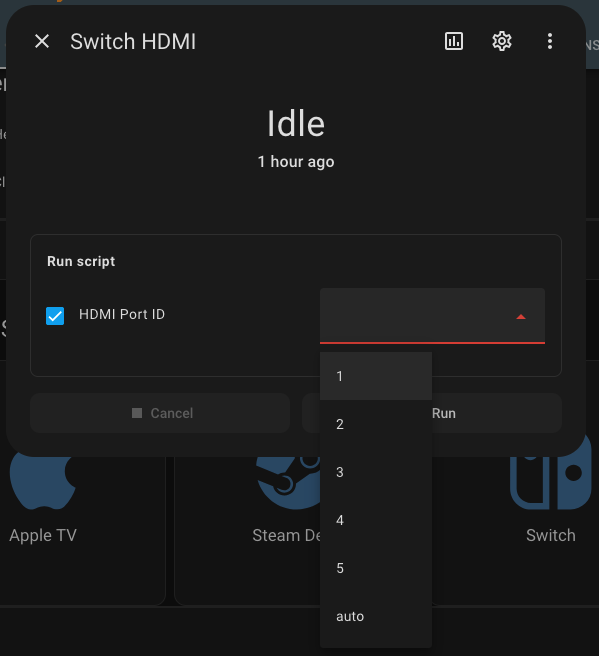 Switch HDMI
NS
Idle
1 hour ago
Run script
HDMI Port ID
1
Cancel
Run
2
3
4
Apple TV
Steam De
Switch
5
auto